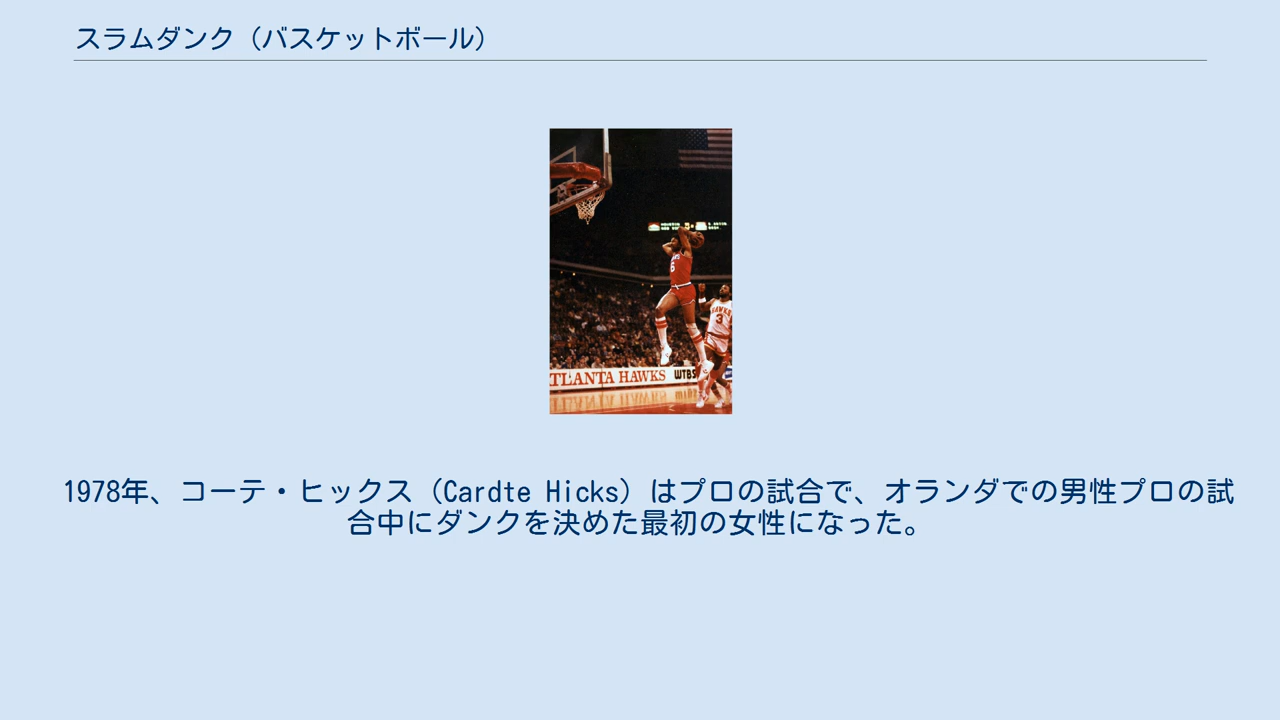 スラムダンク（バスケットボール）
HAWKS
3
6
ATLANTA HAWKS WTBS
1978年、コーテ・ヒックス（Cardte Hicks）はプロの試合で、オランダでの男性プロの試
合中にダンクを決めた最初の女性になった。